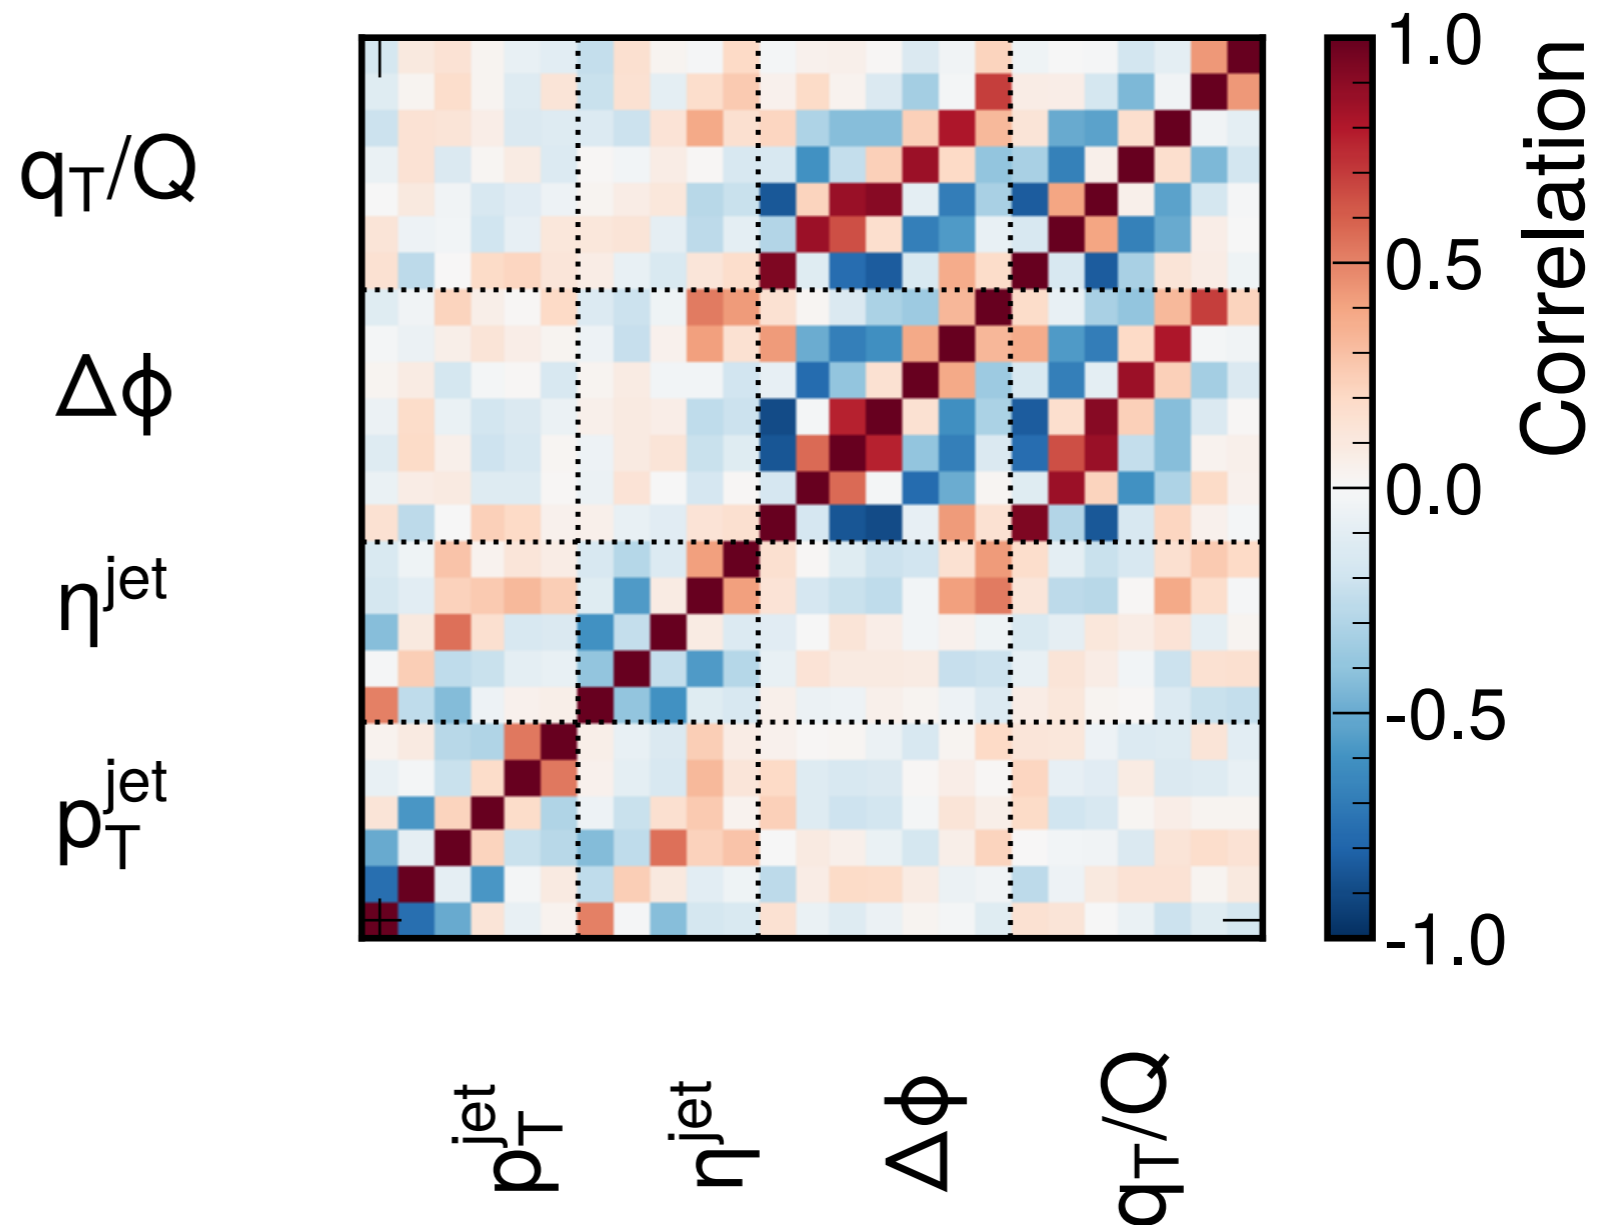 q_T/Q
Δϕ
η^jet
p_T^jet
1.0
0.5
0.0
-0.5
-1.0
Correlation
p_T^jet
η^jet
Δϕ
q_T/Q